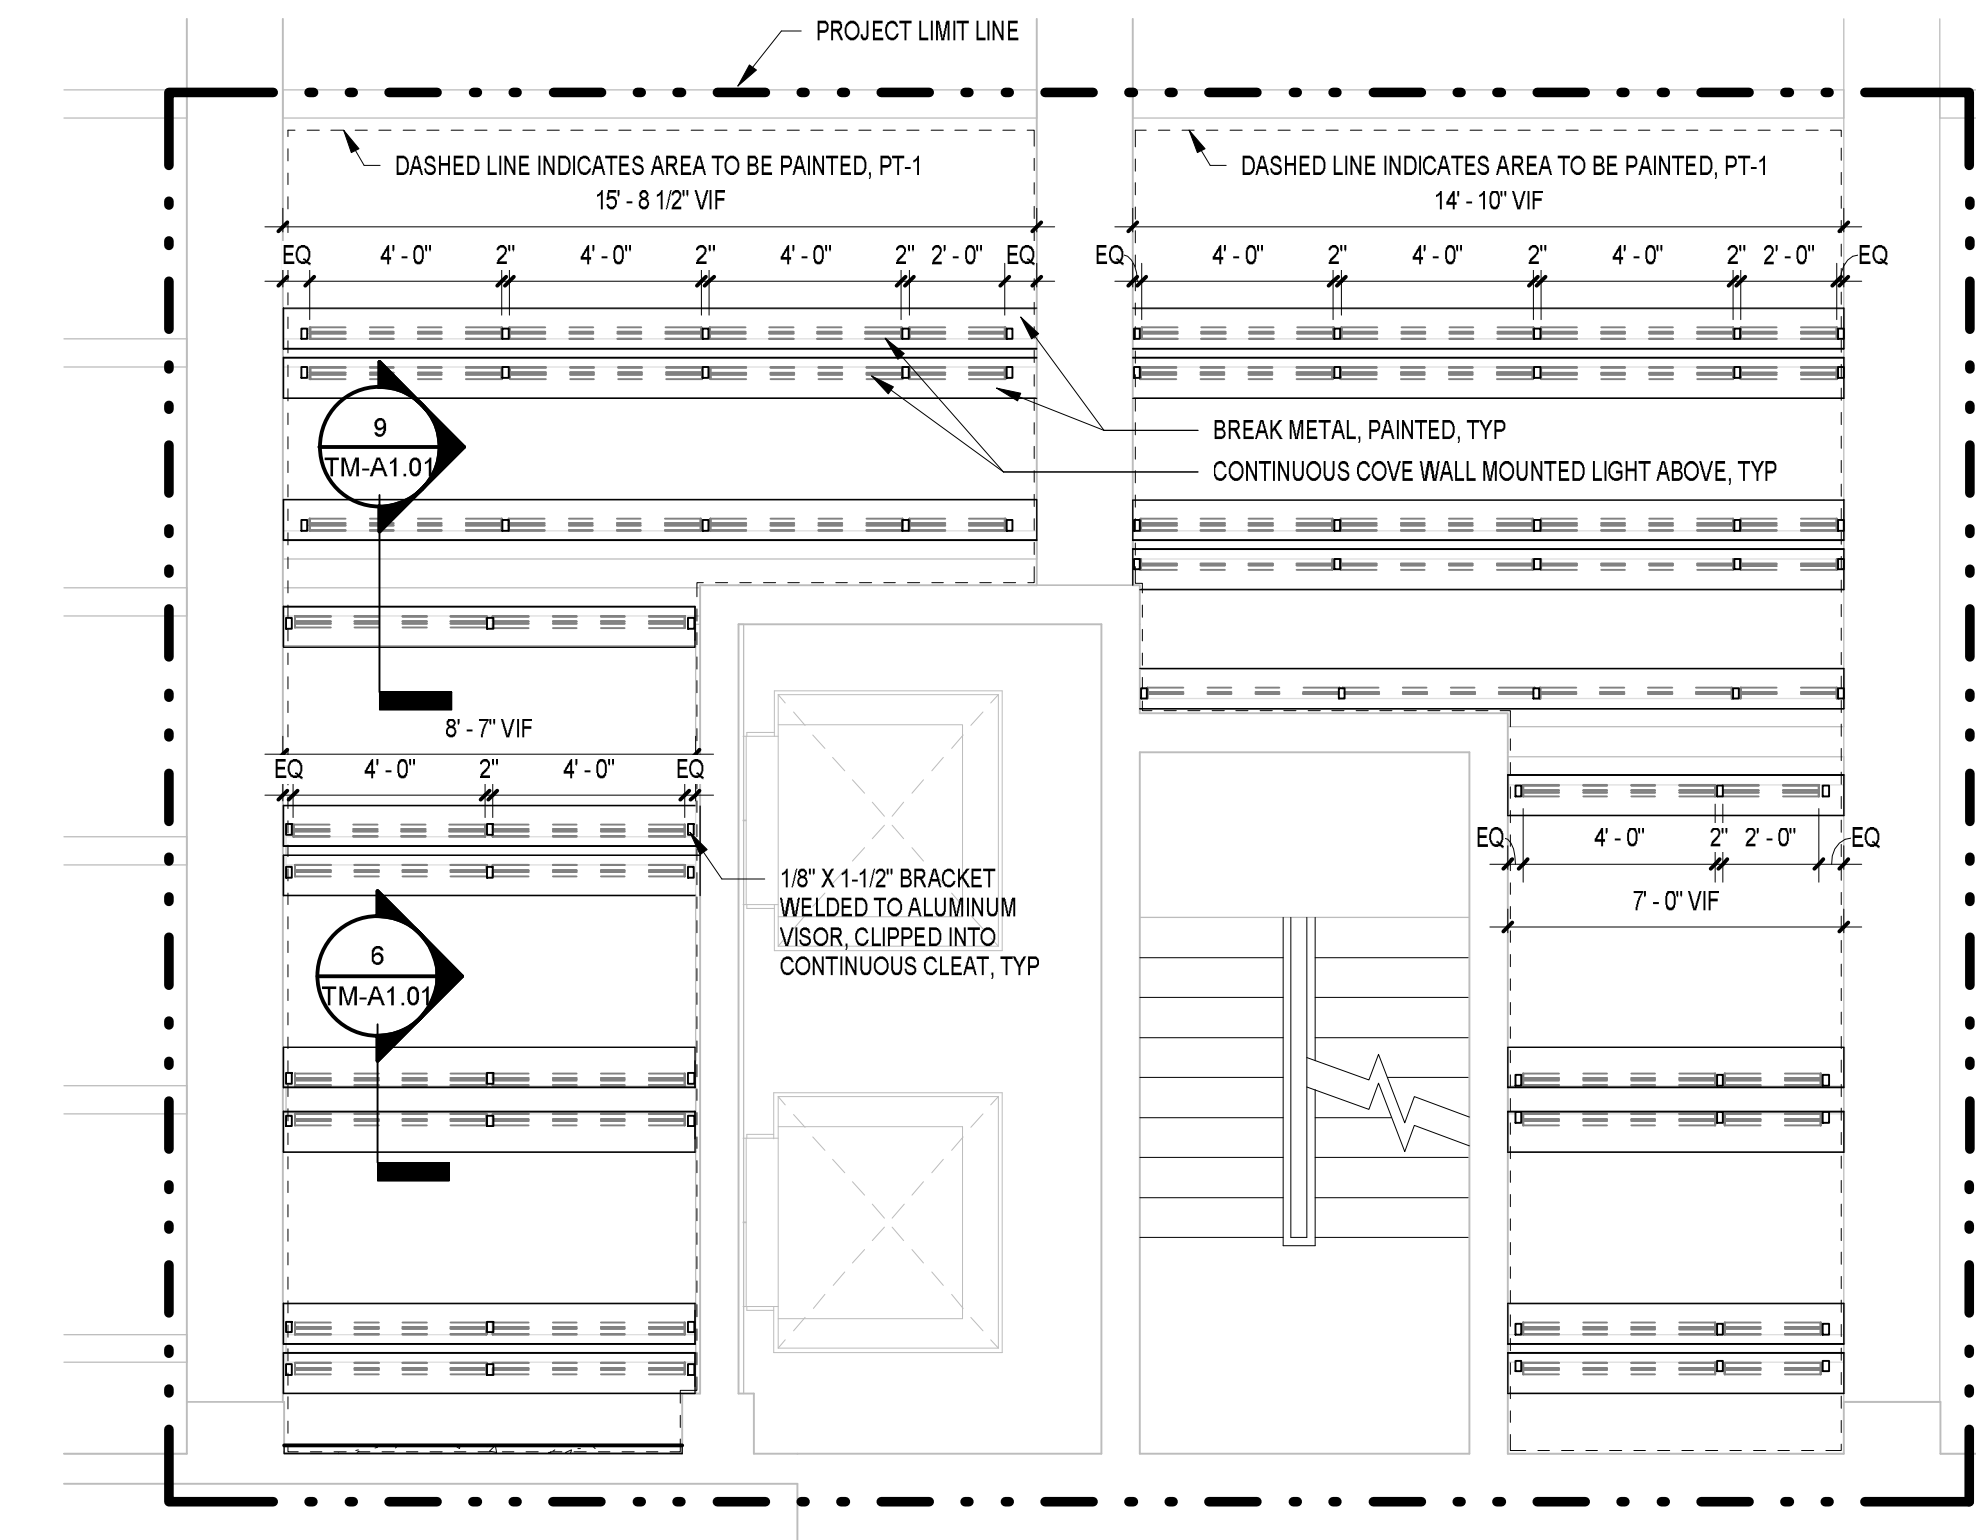 PROJECT LIMIT LINE
DASHED LINE INDICATES AREA TO BE PAINTED, PT-1
15' - 8 1/2" VIF
DASHED LINE INDICATES AREA TO BE PAINTED, PT-1
14' - 10" VIF
EQ 4' - 0" 2" 4' - 0" 2" 4' - 0" 2" 2' - 0" EQ
EQ 4' - 0" 2" 4' - 0" 2" 4' - 0" 2" 2' - 0" EQ
BREAK METAL, PAINTED, TYP
CONTINUOUS COVE WALL MOUNTED LIGHT ABOVE, TYP
9
TM-A1.01
8' - 7" VIF
EQ 4' - 0" 2" 4' - 0" EQ
EQ 4' - 0" 2" 2' - 0" EQ
7' - 0" VIF
1/8" X 1-1/2" BRACKET
WELDED TO ALUMINUM
VISOR, CLIPPED INTO
CONTINUOUS CLEAT, TYP
6
TM-A1.01